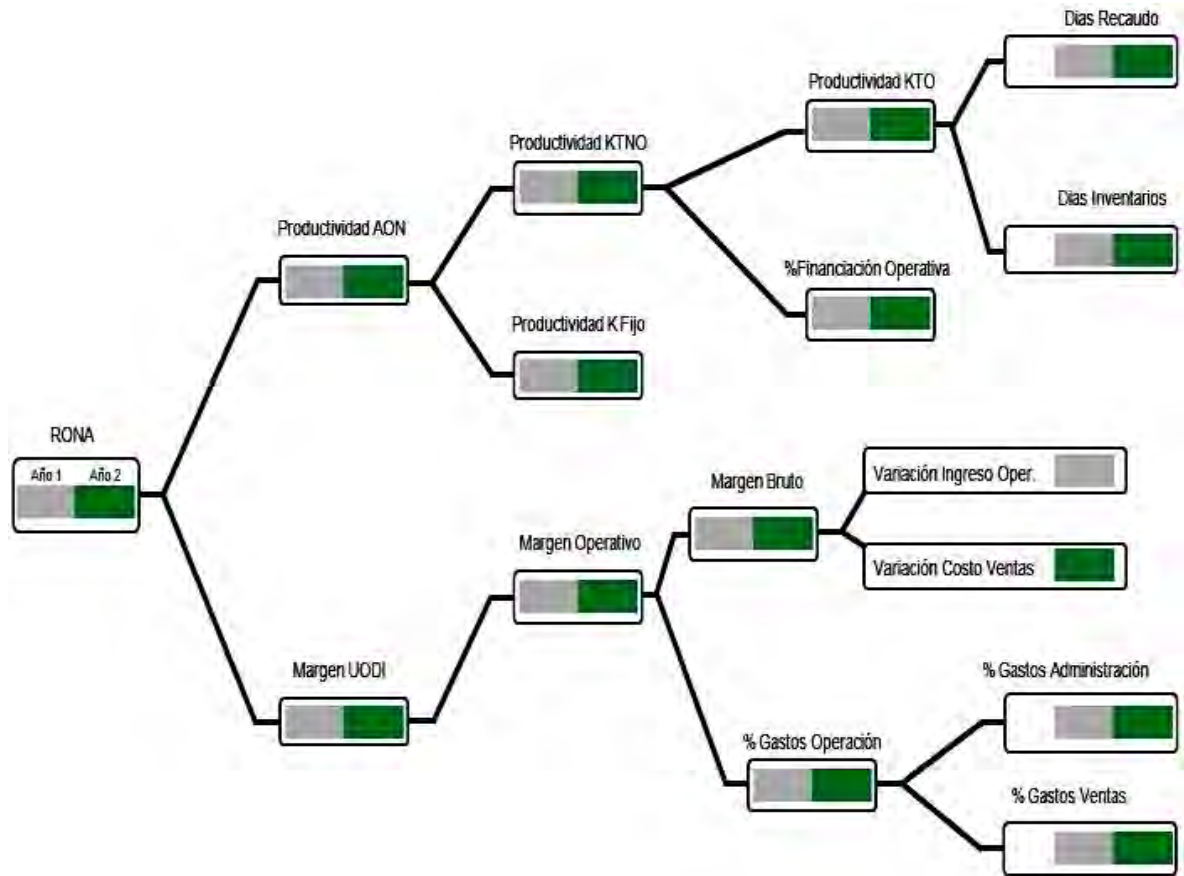 Dias Recaudo
Productividad KTO
Productividad KTNO
Dias Inventarios
Productividad AON
%Financiación Operativa
Productividad K Fijo
RONA
Año 1 Año 2
Margen Bruto
Variación Ingreso Oper.
Margen Operativo
Variación Costo Ventas
Margen UODI
% Gastos Administración
% Gastos Operación
% Gastos Ventas